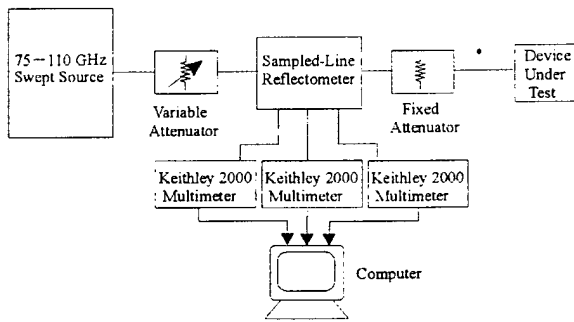 75-110 GHz
Swept Source
Variable
Attenuator
Sampled-Line
Reflectometer
Fixed
Attenuator
Device
Under
Test
Keithley 2000
Multimeter
Keithley 2000
Multimeter
Keithley 2000
Multimeter
Computer